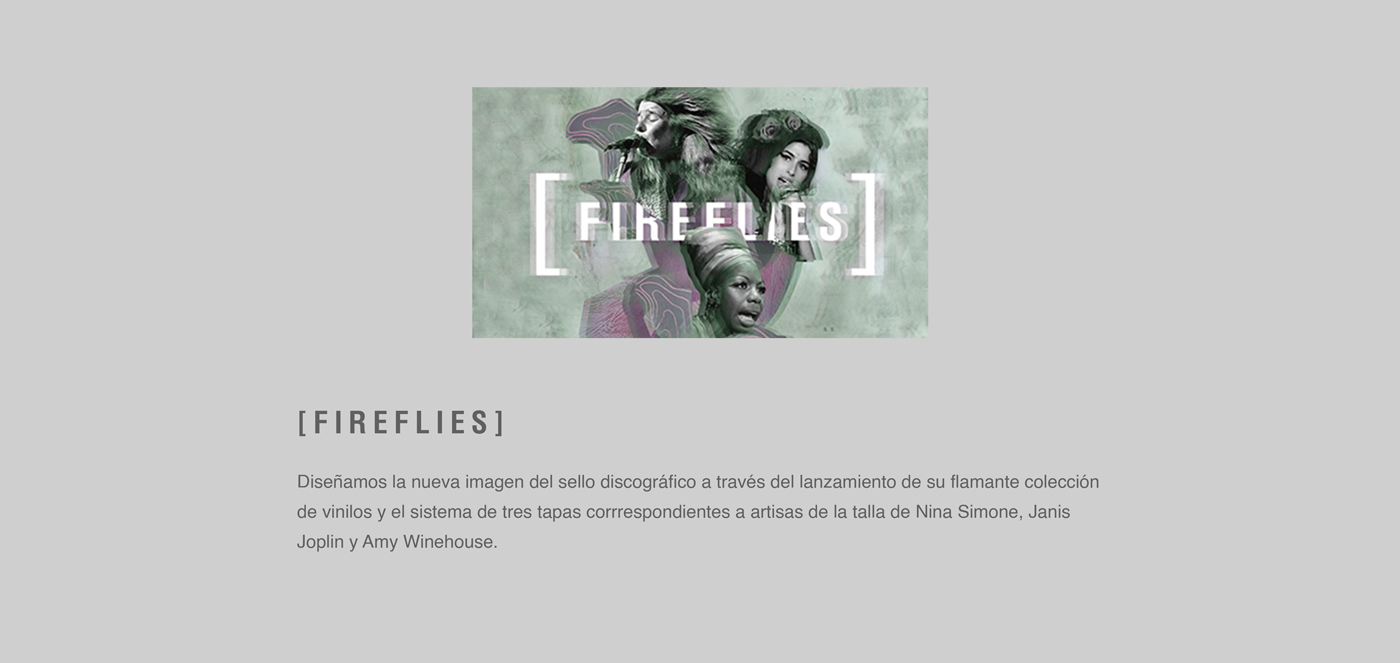 [FIREFLIES]
[FIREFLIES]
Diseñamos la nueva imagen del sello discográfico a través del lanzamiento de su flamante colección
de vinilos y el sistema de tres tapas corrrespondientes a artisas de la talla de Nina Simone, Janis
Joplin y Amy Winehouse.